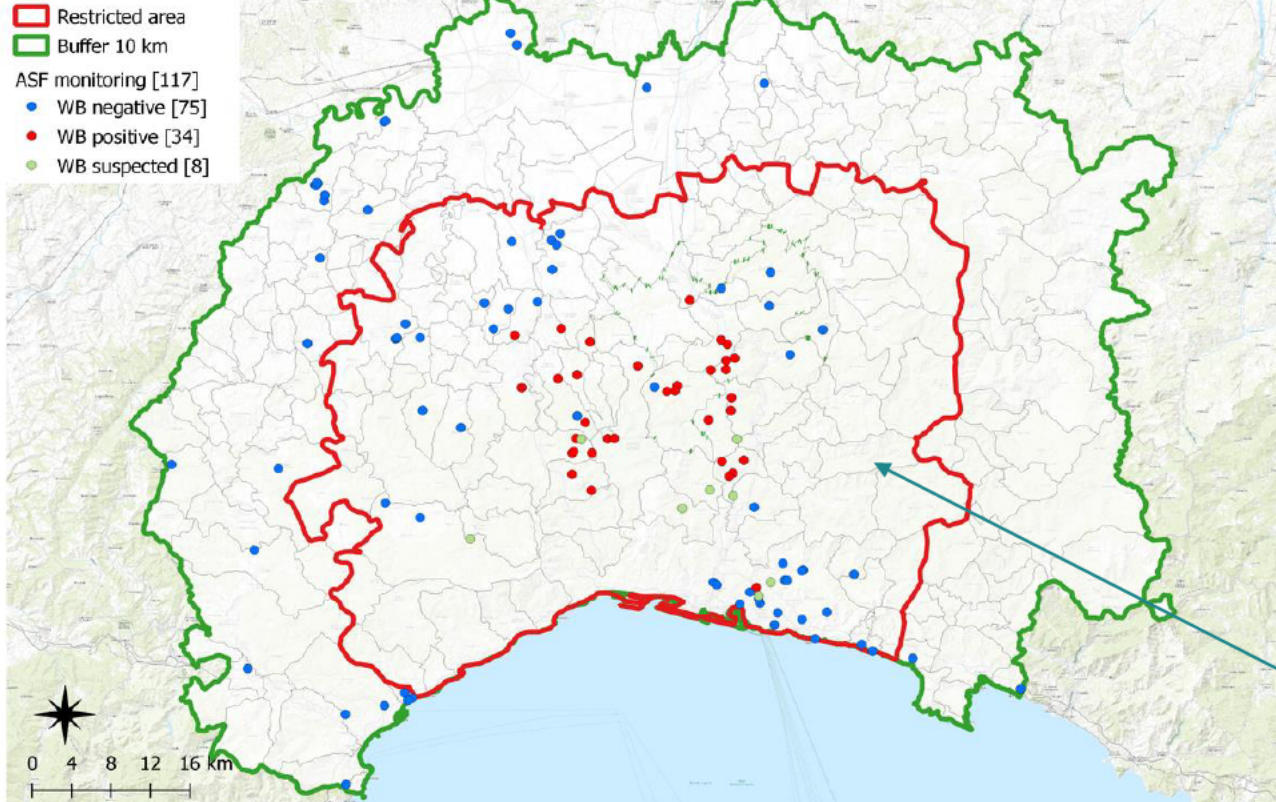 Restricted area
Buffer 10 km
ASF monitoring [117]
WB negative [75]
WB positive [34]
WB suspected [8]
0 4 8 12 16 km